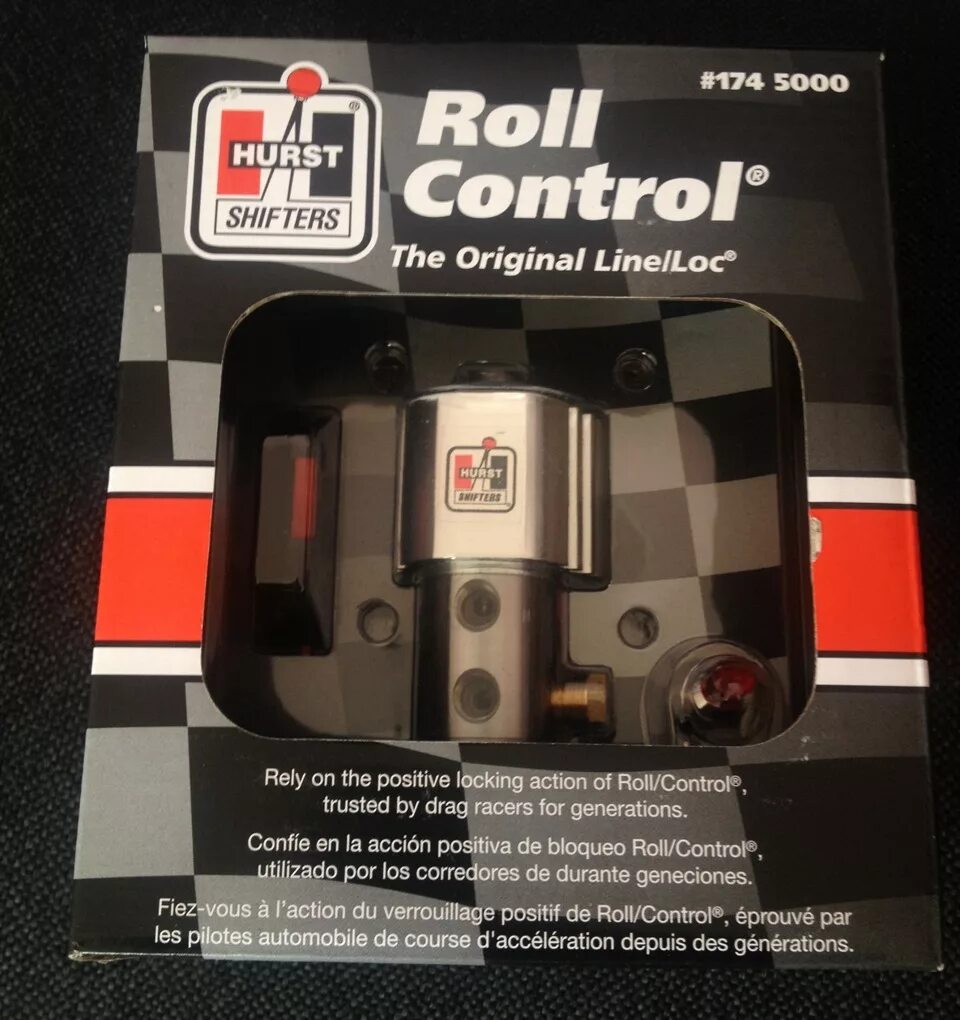 #174 5000
HURST
SHIFTERS
®
Roll
Control®
The Original Line/Loc®
HURST
SHIFTERS
Rely on the positive locking action of Roll/Control®,
trusted by drag racers for generations.
Confíe en la acción positiva de bloqueo Roll/Control®,
utilizado por los corredores de durante geneciones.
Fiez-vous à l'action du verrouillage positif de Roll/Control®, éprouvé par
les pilotes automobile de course d'accélération depuis des générations.